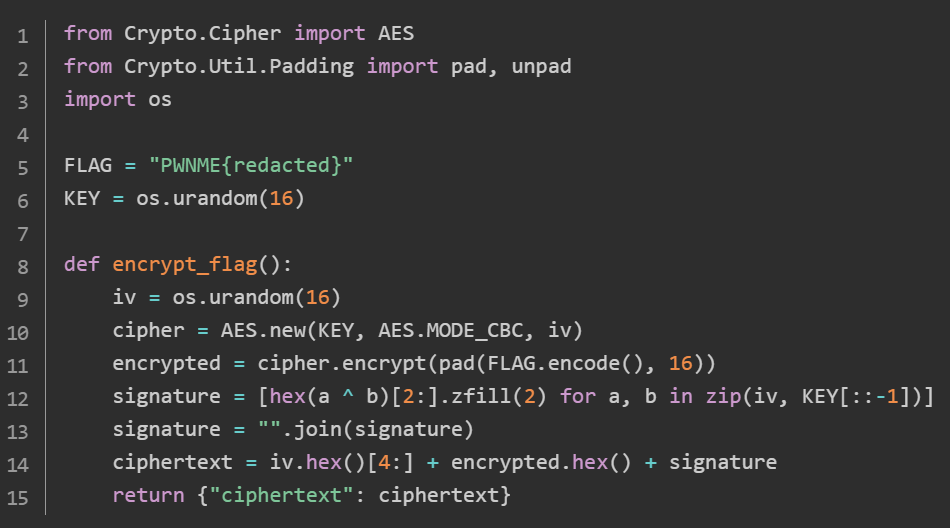 1 from Crypto.Cipher import AES
2 from Crypto.Util.Padding import pad, unpad
3 import os
4
5 FLAG = "PWNME{redacted}"
6 KEY = os.urandom(16)
7
8 def encrypt_flag():
9     iv = os.urandom(16)
10     cipher = AES.new(KEY, AES.MODE_CBC, iv)
11     encrypted = cipher.encrypt(pad(FLAG.encode(), 16))
12     signature = [hex(a ^ b)[2:].zfill(2) for a, b in zip(iv, KEY[::-1])]
13     signature = "".join(signature)
14     ciphertext = iv.hex()[4:] + encrypted.hex() + signature
15     return {"ciphertext": ciphertext}